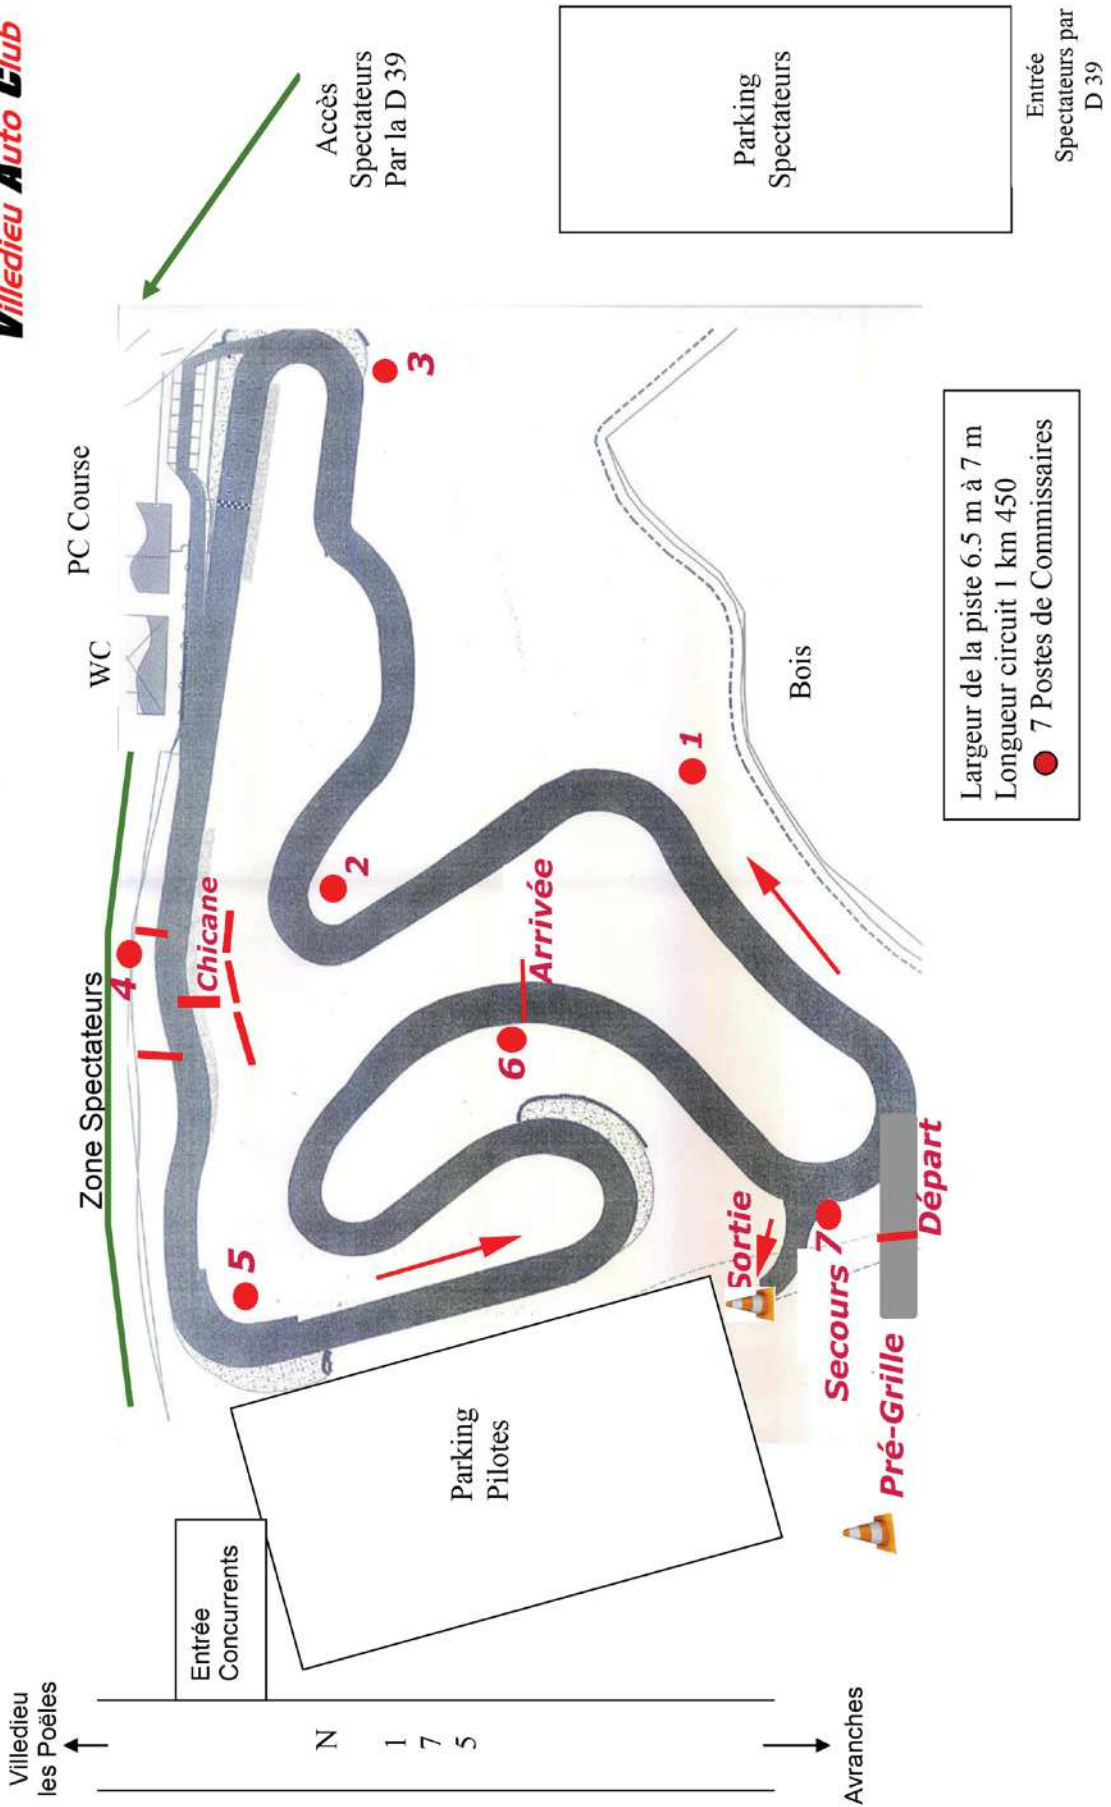 Villedieu Auto Club
Villedieu
les Poëles
N
1
7
5
Avranches
Entrée
Concurrents
Parking
Pilotes
Zone Spectateurs
WC
PC Course
Accès
Spectateurs
Par la D 39
Parking
Spectateurs
Entrée
Spectateurs par
D 39
4
Chicane
5
2
3
6
Arrivée
1
Bois
Sortie
Secours 7
Pré-Grille
Départ
Largeur de la piste 6.5 m à 7 m
Longueur circuit 1 km 450
7 Postes de Commissaires